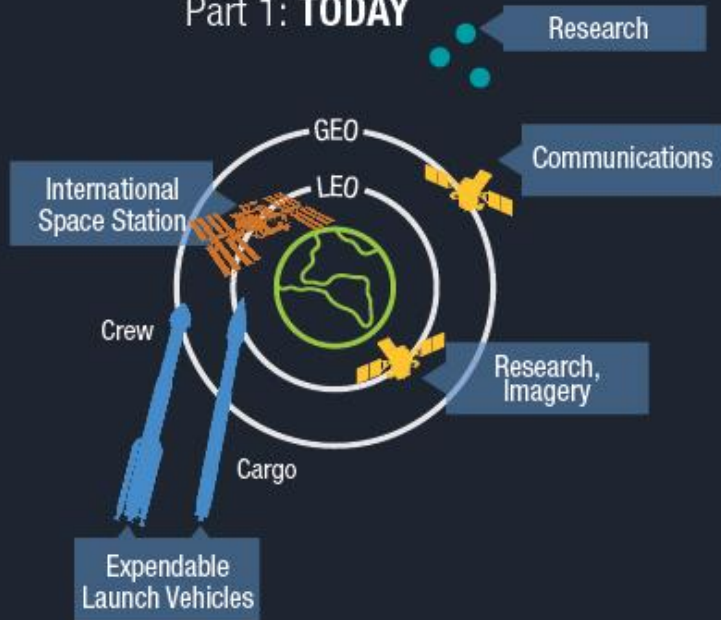 Part 1: TODAY
Research
GEO
Communications
LEO
International
Space Station
Crew
Research,
Imagery
Cargo
Expendable
Launch Vehicles